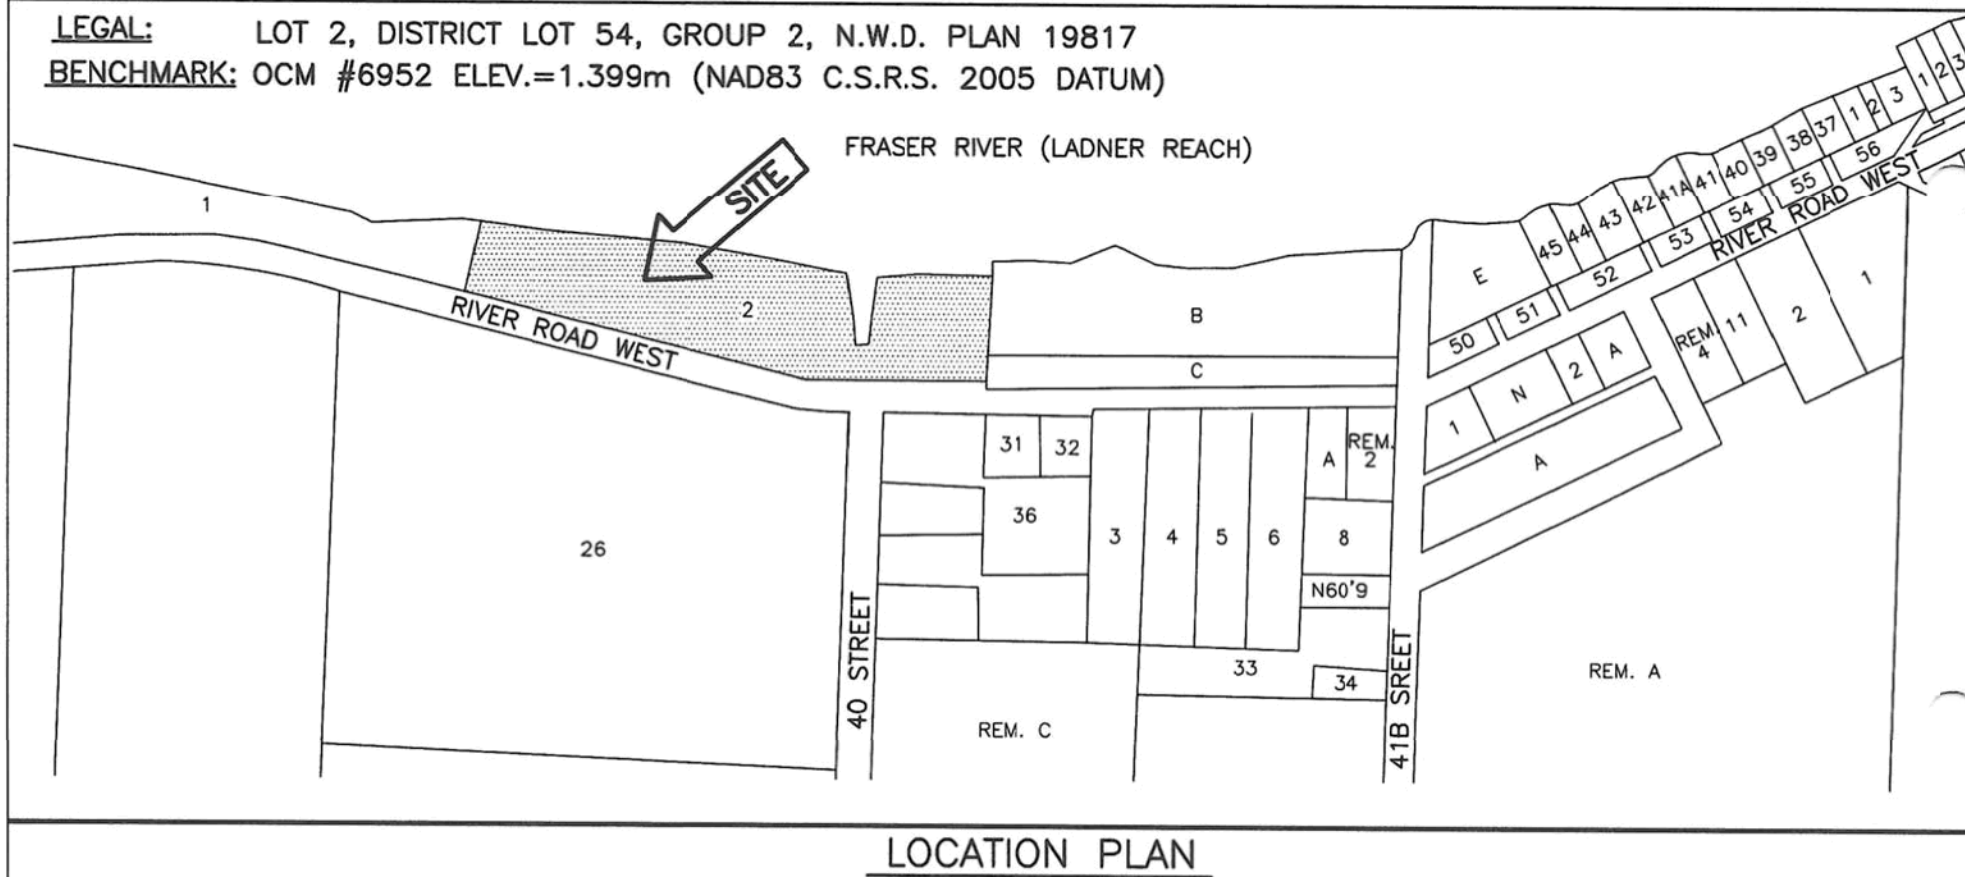 LEGAL: LOT 2, DISTRICT LOT 54, GROUP 2, N.W.D. PLAN 19817
BENCHMARK: OCM #6952 ELEV.=1.399m (NAD83 C.S.R.S. 2005 DATUM)
FRASER RIVER (LADNER REACH)
SITE
1
2
RIVER ROAD WEST
B
C
E
45
44
43
42
41A
41
40
39
38
37
1
2
3
1
2
3
50
51
52
53
54
55
56
RIVER ROAD WEST
REM. 4
11
2
1
1
N
2
A
A
26
40 STREET
31
32
36
3
4
5
6
A
REM. 2
8
N60'9
33
34
41B SREET
REM. C
REM. A
LOCATION PLAN